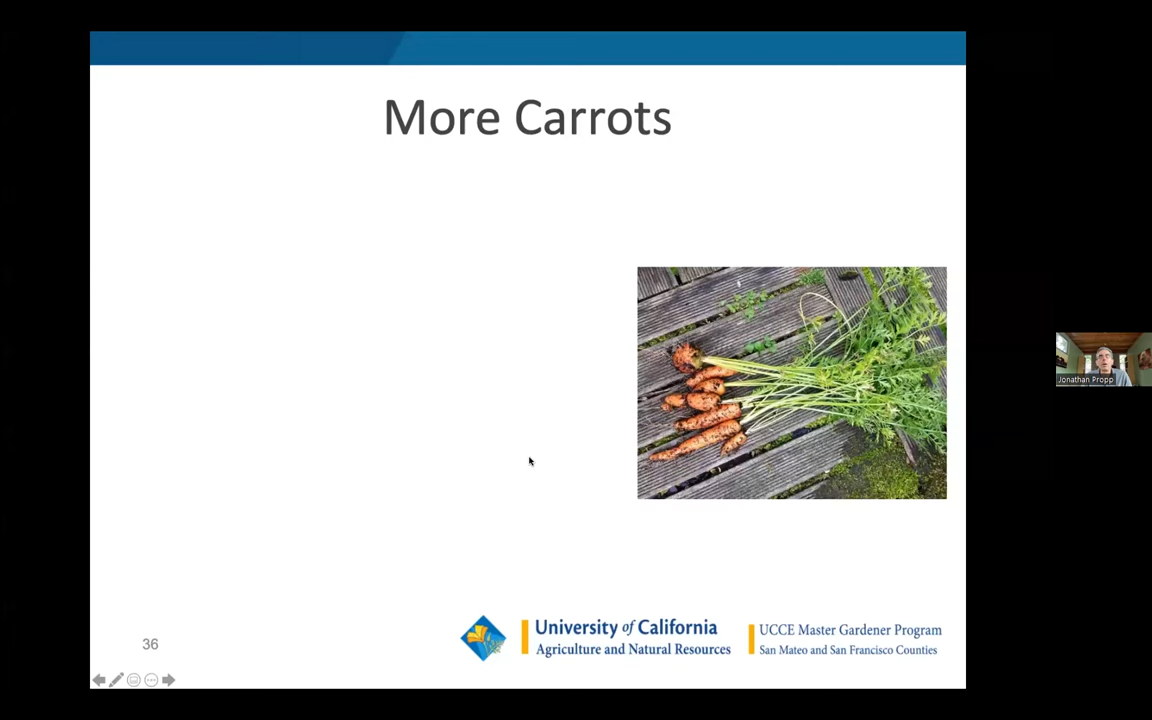 More Carrots
Jonathan Propp
36
University of California
Agriculture and Natural Resources
UCCE Master Gardener Program
San Mateo and San Francisco Counties